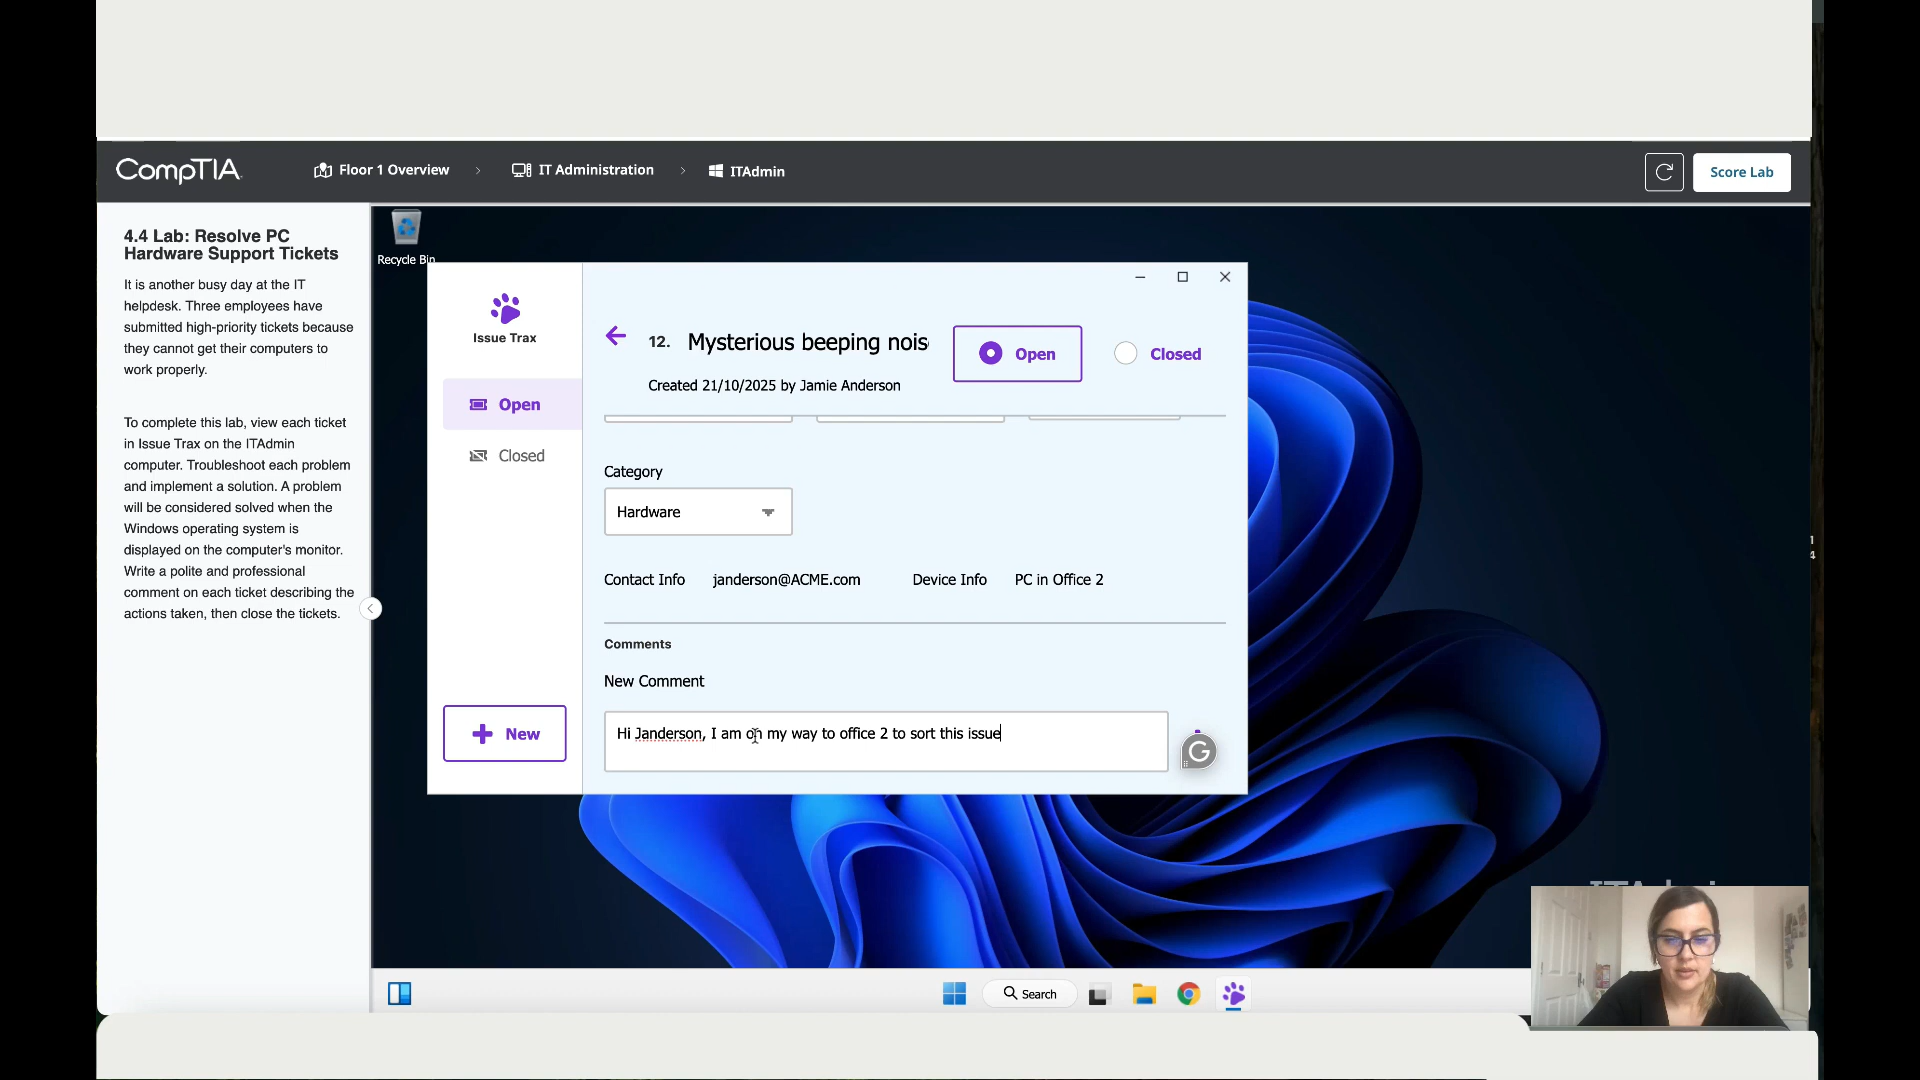 CompTIA.
Floor 1 Overview
IT Administration
ITAdmin
Score Lab
4.4 Lab: Resolve PC
Hardware Support Tickets
It is another busy day at the IT
helpdesk. Three employees have
submitted high-priority tickets because
they cannot get their computers to
work properly.
To complete this lab, view each ticket
in Issue Trax on the ITAdmin
computer. Troubleshoot each problem
and implement a solution. A problem
will be considered solved when the
Windows operating system is
displayed on the computer's monitor.
Write a polite and professional
comment on each ticket describing the
actions taken, then close the tickets.
Recycle Bin
Issue Trax
Open
Closed
New
12. Mysterious beeping nois
Created 21/10/2025 by Jamie Anderson
Open
Closed
Category
Hardware
Contact Info janderson@ACME.com Device Info PC in Office 2
Comments
New Comment
Hi Janderson, I am on my way to office 2 to sort this issue
G
Search